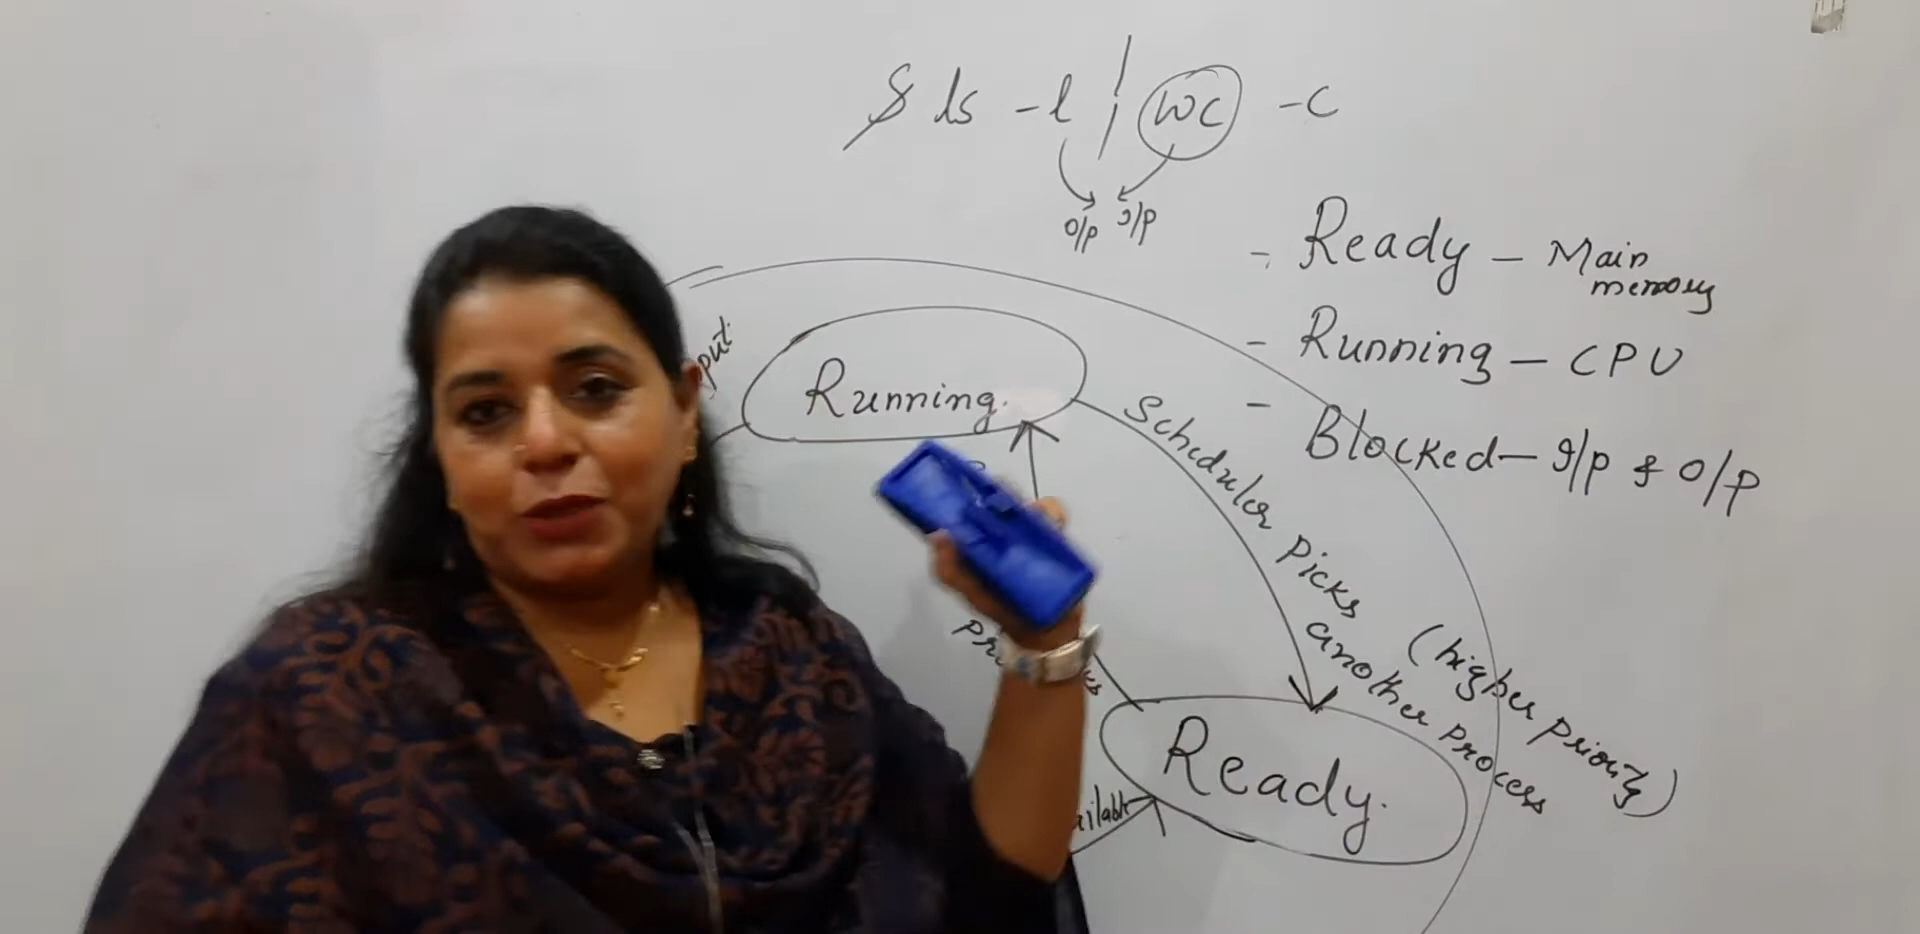 $ ls -l | wc -c
o/p I/p
- Ready - Main memory
- Running - CPU
- Blocked - I/p & o/p
Running.
Scheduler picks another process
(higher priority)
Ready.